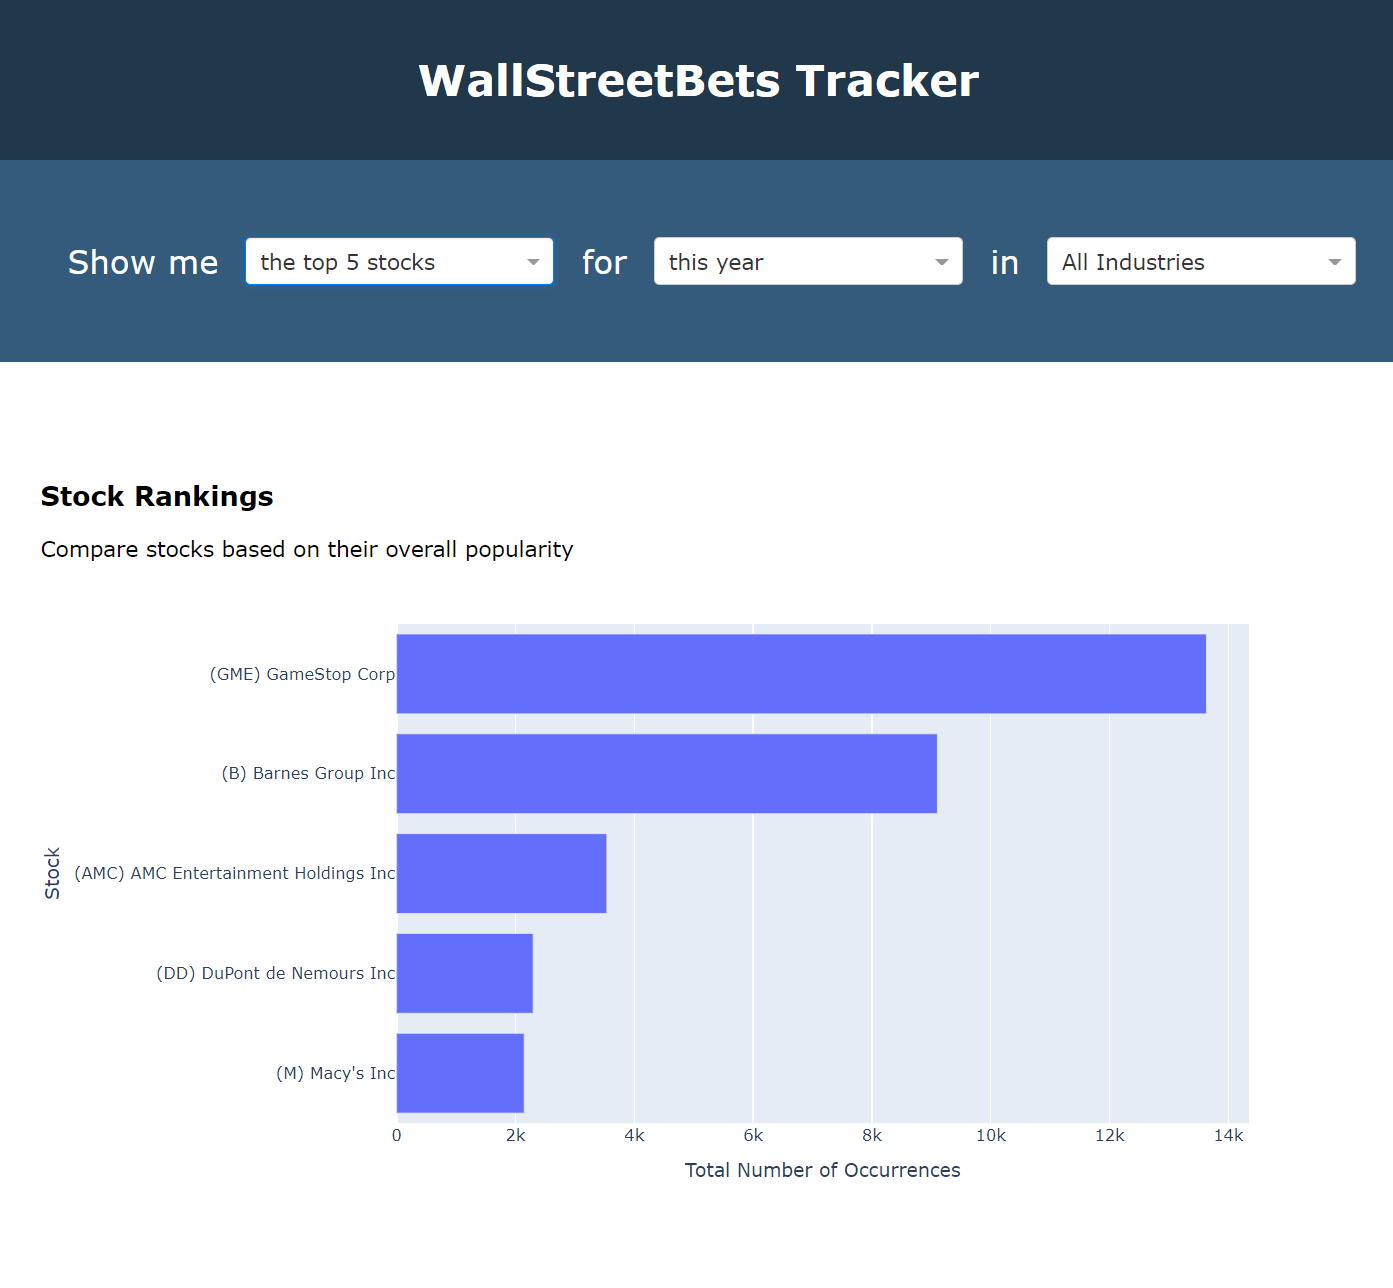 WallStreetBets Tracker
Show me the top 5 stocks for this year in All Industries
Stock Rankings
Compare stocks based on their overall popularity
(GME) GameStop Corp
(B) Barnes Group Inc
(AMC) AMC Entertainment Holdings Inc
(DD) DuPont de Nemours Inc
(M) Macy's Inc
Stock
0 2k 4k 6k 8k 10k 12k 14k
Total Number of Occurrences